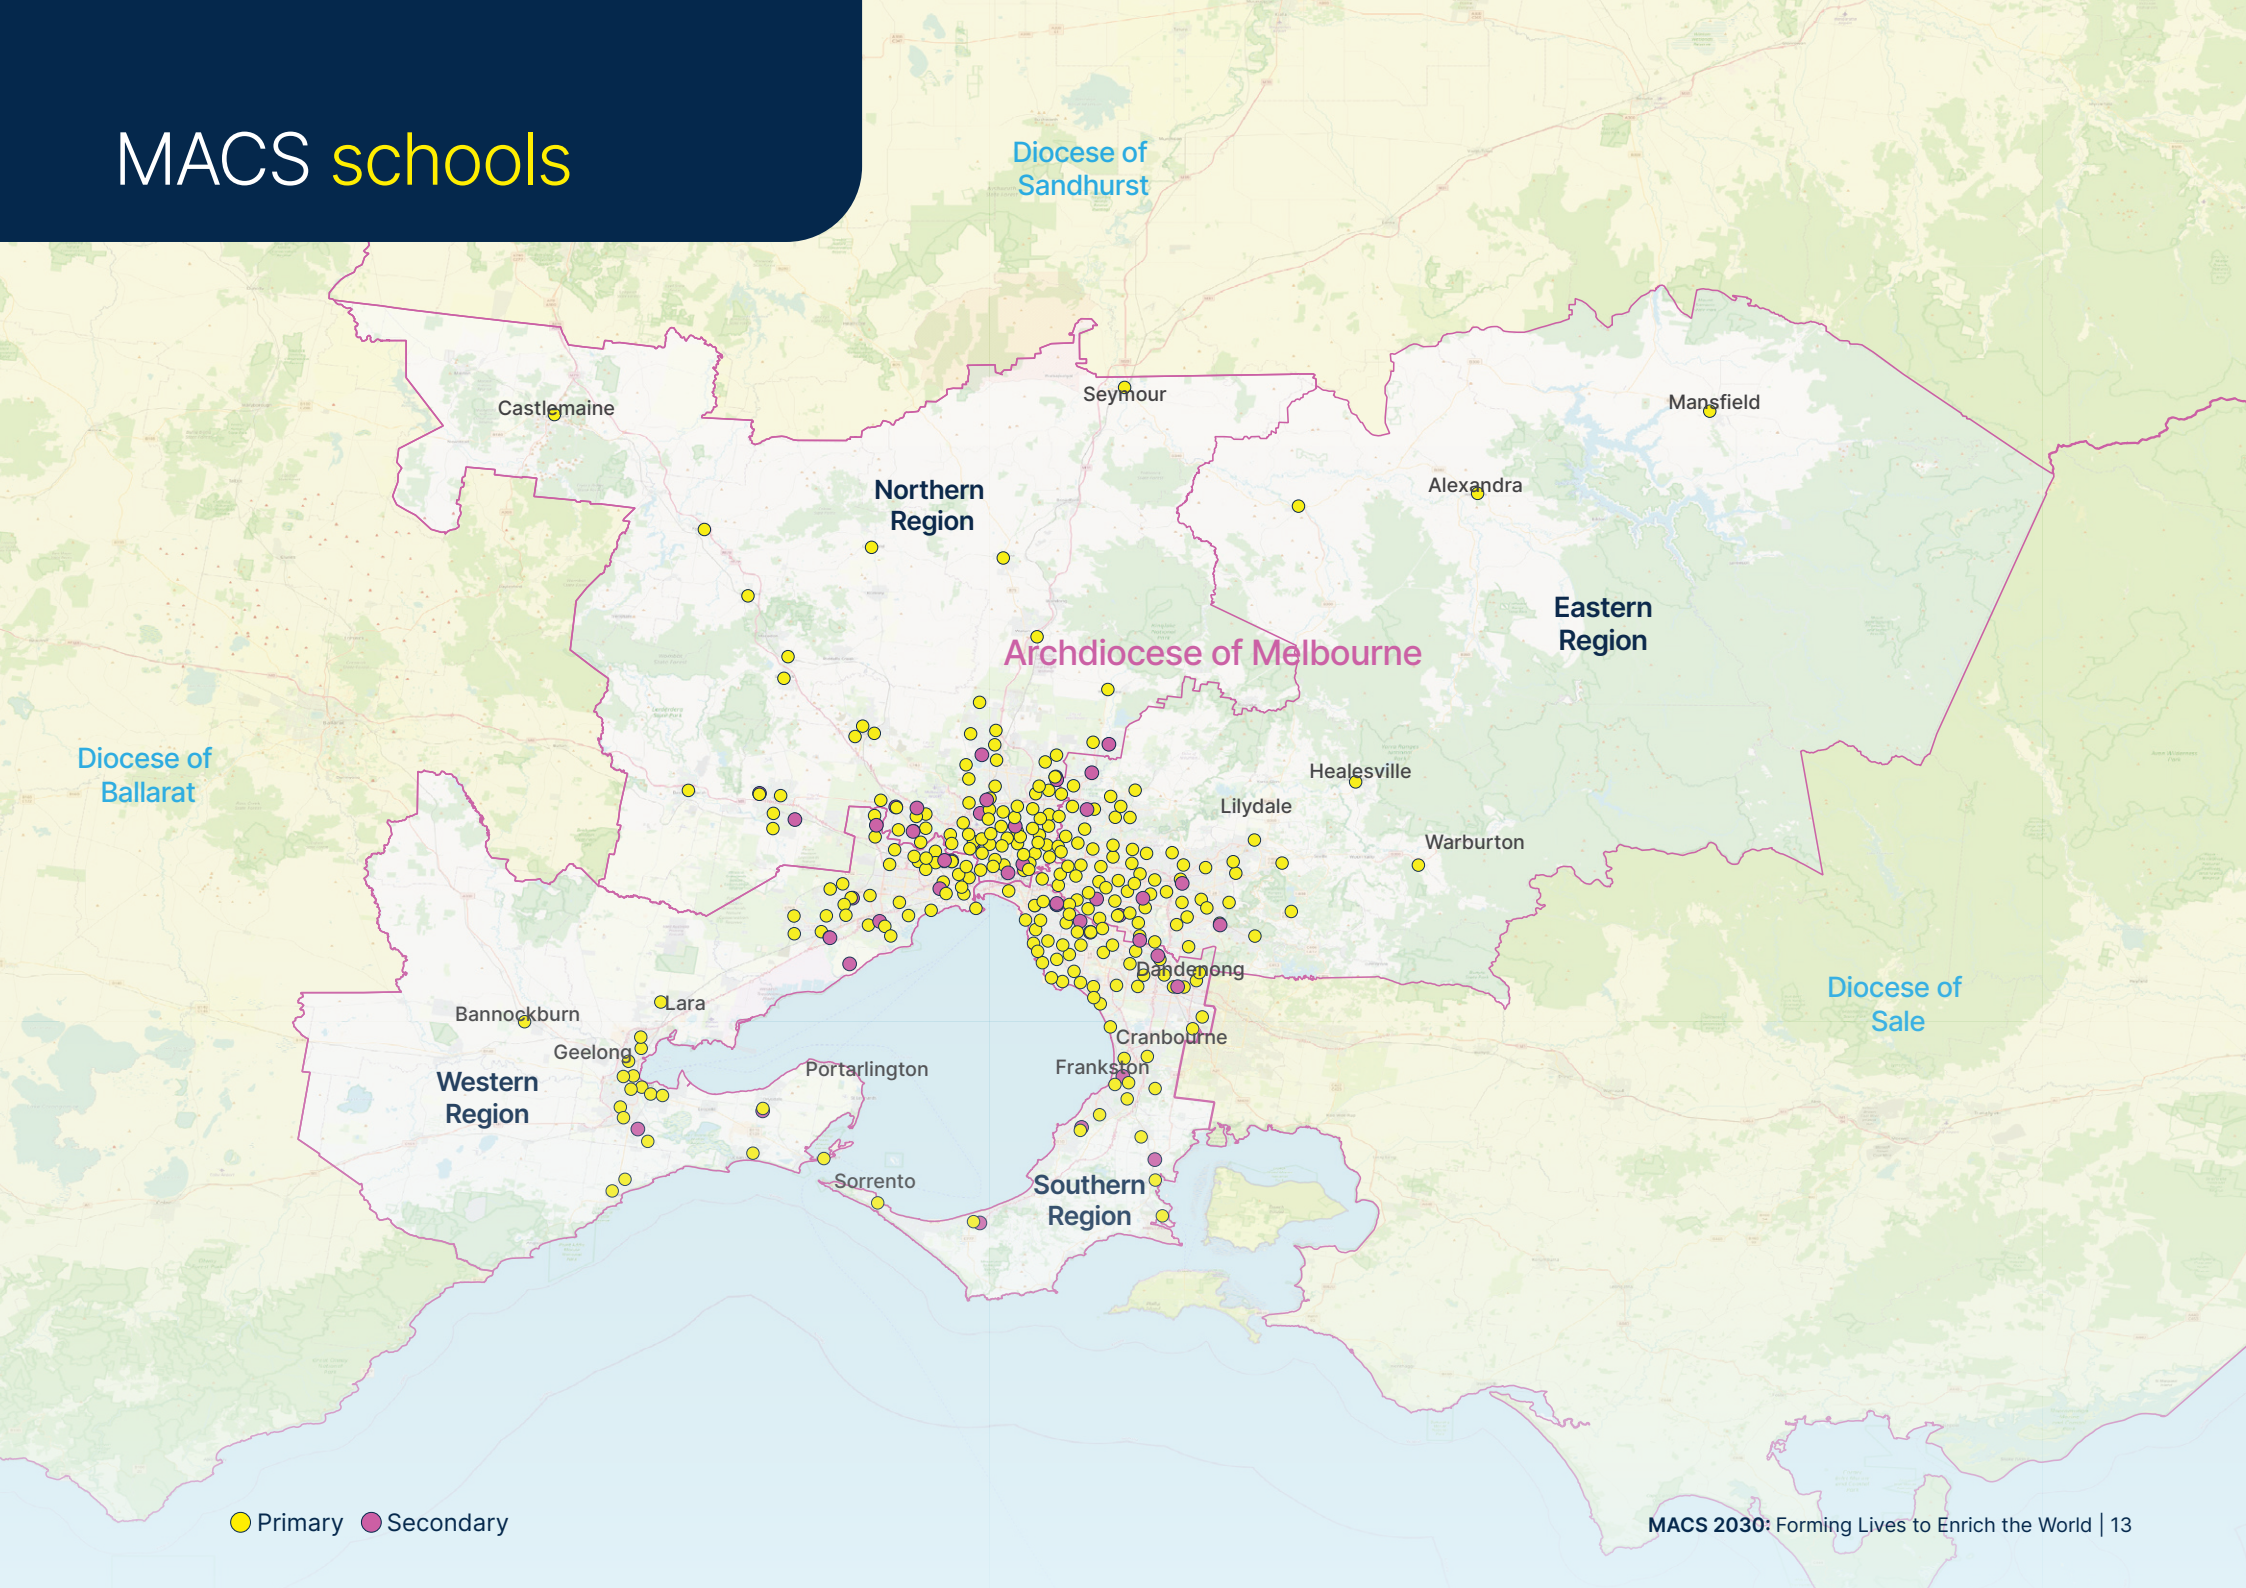 MACS schools
Diocese of
Sandhurst
Castlemaine
Seymour
Mansfield
Northern
Region
Alexandra
Eastern
Region
Archdiocese of Melbourne
Diocese of
Ballarat
Healesville
Lilydale
Warburton
Dandenong
Diocese of
Sale
Lara
Bannockburn
Geelong
Cranbourne
Portarlington
Frankston
Western
Region
Sorrento
Southern
Region
Primary
Secondary
MACS 2030: Forming Lives to Enrich the World | 13